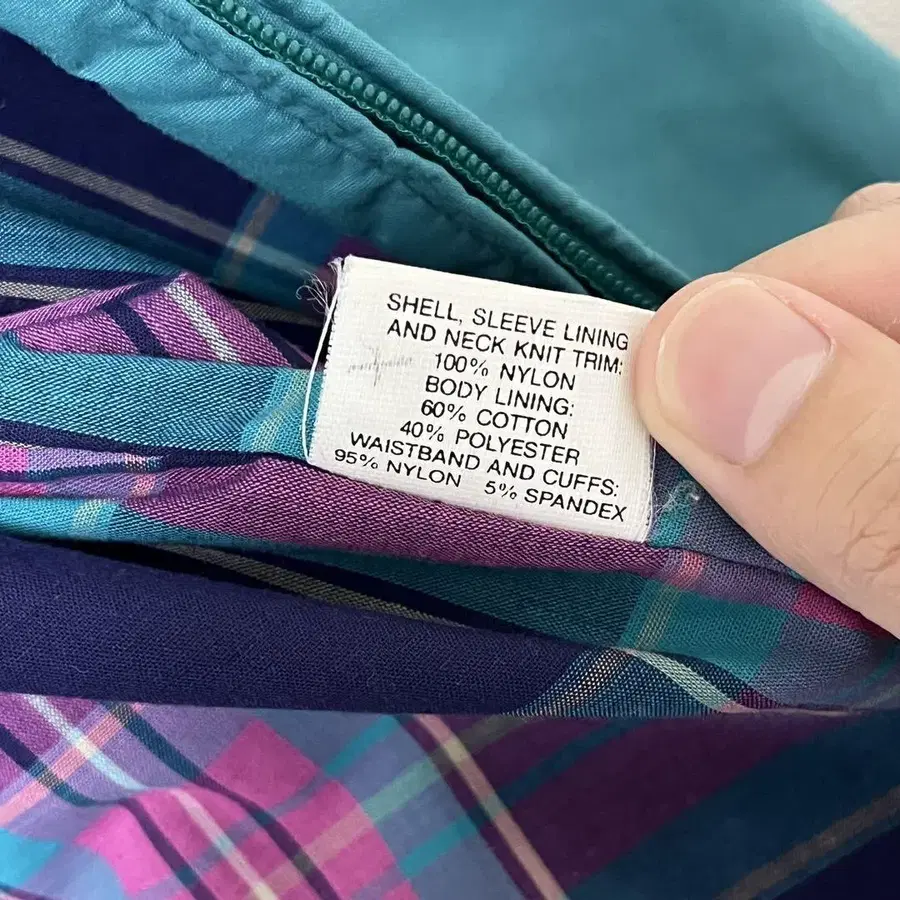 SHELL, SLEEVE LINING
AND NECK KNIT TRIM:
100% NYLON
BODY LINING:
60% COTTON
40% POLYESTER
WAISTBAND AND CUFFS:
95% NYLON 5% SPANDEX